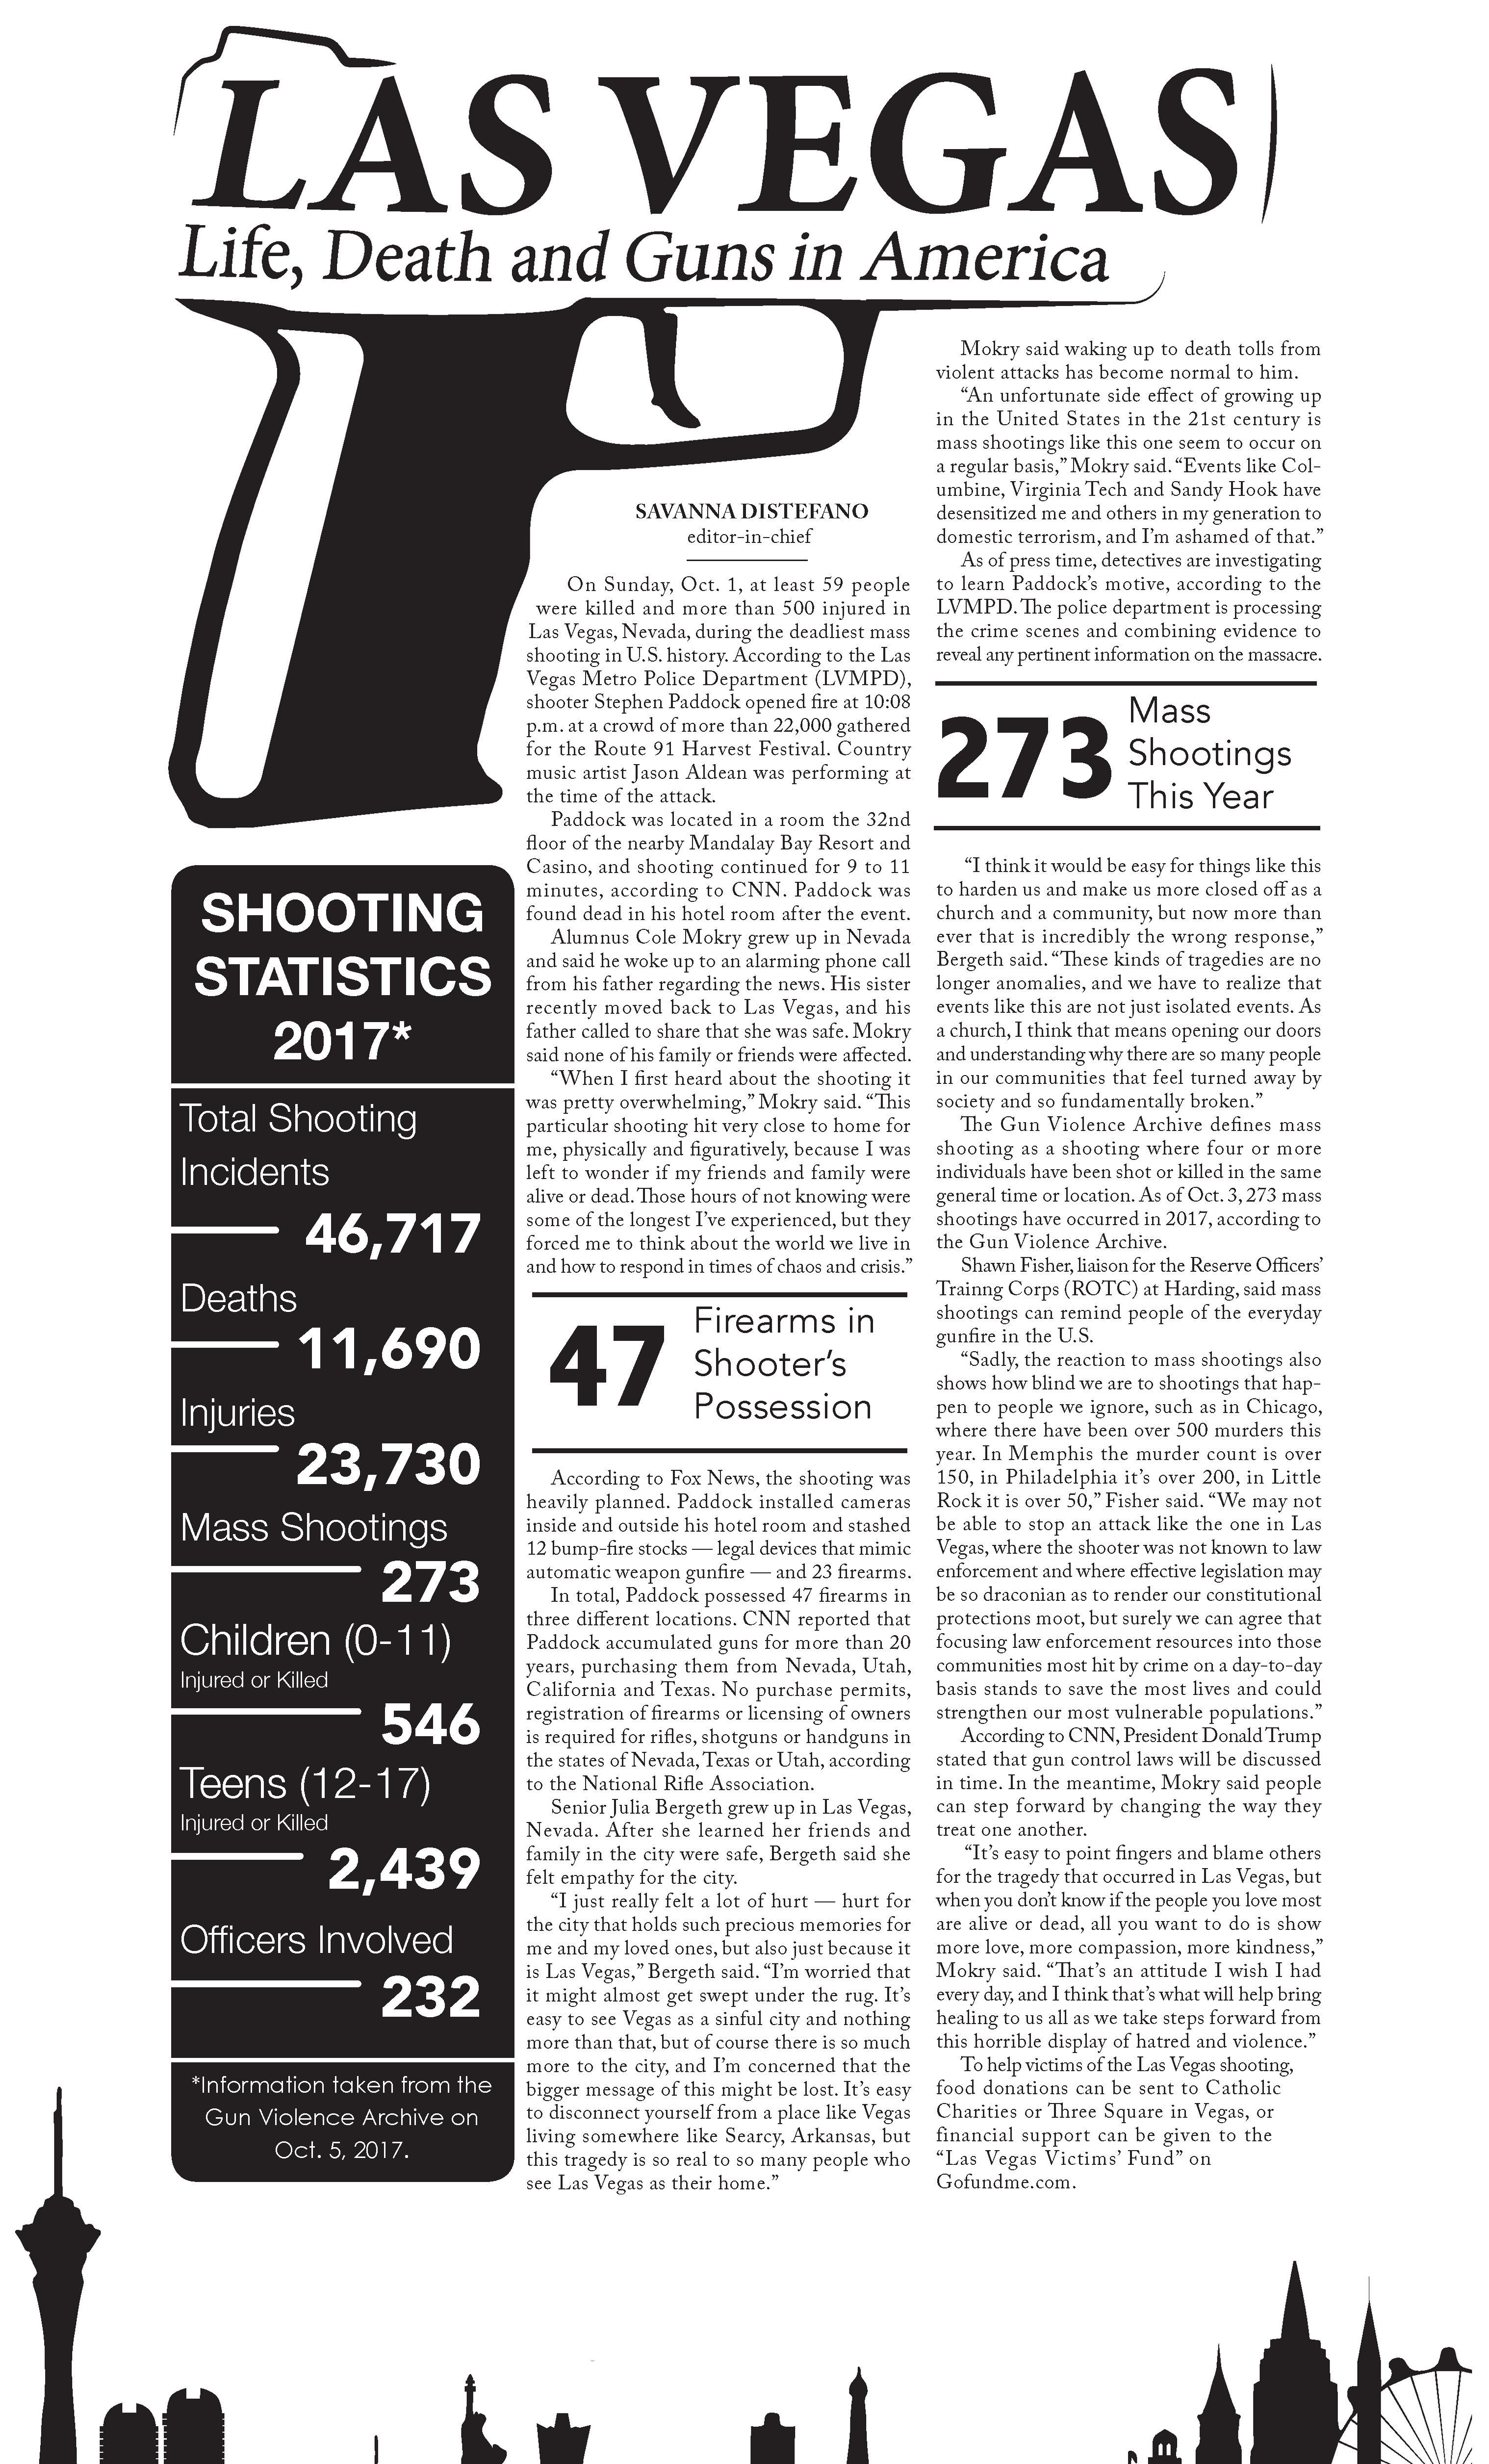 LAS VEGAS
Life, Death and Guns in America
SAVANNA DISTEFANO
editor-in-chief
On Sunday, Oct. 1, at least 59 people
were killed and more than 500 injured in
Las Vegas, Nevada, during the deadliest mass
shooting in U.S. history. According to the Las
Vegas Metro Police Department (LVMPD),
shooter Stephen Paddock opened fire at 10:08
p.m. at a crowd of more than 22,000 gathered
for the Route 91 Harvest Festival. Country
music artist Jason Aldean was performing at
the time of the attack.
Paddock was located in a room the 32nd
floor of the nearby Mandalay Bay Resort and
Casino, and shooting continued for 9 to 11
minutes, according to CNN. Paddock was
found dead in his hotel room after the event.
Alumnus Cole Mokry grew up in Nevada
and said he woke up to an alarming phone call
from his father regarding the news. His sister
recently moved back to Las Vegas, and his
father called to share that she was safe. Mokry
said none of his family or friends were affected.
“When I first heard about the shooting it
was pretty overwhelming,” Mokry said. “This
particular shooting hit very close to home for
me, physically and figuratively, because I was
left to wonder if my friends and family were
alive or dead. Those hours of not knowing were
some of the longest I’ve experienced, but they
forced me to think about the world we live in
and how to respond in times of chaos and crisis.”
47
Firearms in
Shooter’s
Possession
According to Fox News, the shooting was
heavily planned. Paddock installed cameras
inside and outside his hotel room and stashed
12 bump-fire stocks — legal devices that mimic
automatic weapon gunfire — and 23 firearms.
In total, Paddock possessed 47 firearms in
three different locations. CNN reported that
Paddock accumulated guns for more than 20
years, purchasing them from Nevada, Utah,
California and Texas. No purchase permits,
registration of firearms or licensing of owners
is required for rifles, shotguns or handguns in
the states of Nevada, Texas or Utah, according
to the National Rifle Association.
Senior Julia Bergeth grew up in Las Vegas,
Nevada. After she learned her friends and
family in the city were safe, Bergeth said she
felt empathy for the city.
“I just really felt a lot of hurt — hurt for
the city that holds such precious memories for
me and my loved ones, but also just because it
is Las Vegas,” Bergeth said. “I’m worried that
it might almost get swept under the rug. It’s
easy to see Vegas as a sinful city and nothing
more than that, but of course there is so much
more to the city, and I’m concerned that the
bigger message of this might be lost. It’s easy
to disconnect yourself from a place like Vegas
living somewhere like Searcy, Arkansas, but
this tragedy is so real to so many people who
see Las Vegas as their home.”
Mokry said waking up to death tolls from
violent attacks has become normal to him.
“An unfortunate side effect of growing up
in the United States in the 21st century is
mass shootings like this one seem to occur on
a regular basis,” Mokry said. “Events like Col-
umbine, Virginia Tech and Sandy Hook have
desensitized me and others in my generation to
domestic terrorism, and I’m ashamed of that.”
As of press time, detectives are investigating
to learn Paddock’s motive, according to the
LVMPD. The police department is processing
the crime scenes and combining evidence to
reveal any pertinent information on the massacre.
273
Mass
Shootings
This Year
“I think it would be easy for things like this
to harden us and make us more closed off as a
church and a community, but now more than
ever that is incredibly the wrong response,”
Bergeth said. “These kinds of tragedies are no
longer anomalies, and we have to realize that
events like this are not just isolated events. As
a church, I think that means opening our doors
and understanding why there are so many people
in our communities that feel turned away by
society and so fundamentally broken.”
The Gun Violence Archive defines mass
shooting as a shooting where four or more
individuals have been shot or killed in the same
general time or location. As of Oct. 3, 273 mass
shootings have occurred in 2017, according to
the Gun Violence Archive.
Shawn Fisher, liaison for the Reserve Officers’
Trainng Corps (ROTC) at Harding, said mass
shootings can remind people of the everyday
gunfire in the U.S.
“Sadly, the reaction to mass shootings also
shows how blind we are to shootings that hap-
pen to people we ignore, such as in Chicago,
where there have been over 500 murders this
year. In Memphis the murder count is over
150, in Philadelphia it’s over 200, in Little
Rock it is over 50,” Fisher said. “We may not
be able to stop an attack like the one in Las
Vegas, where the shooter was not known to law
enforcement and where effective legislation may
be so draconian as to render our constitutional
protections moot, but surely we can agree that
focusing law enforcement resources into those
communities most hit by crime on a day-to-day
basis stands to save the most lives and could
strengthen our most vulnerable populations.”
According to CNN, President Donald Trump
stated that gun control laws will be discussed
in time. In the meantime, Mokry said people
can step forward by changing the way they
treat one another.
“It’s easy to point fingers and blame others
for the tragedy that occurred in Las Vegas, but
when you don’t know if the people you love most
are alive or dead, all you want to do is show
more love, more compassion, more kindness,”
Mokry said. “That’s an attitude I wish I had
every day, and I think that’s what will help bring
healing to us all as we take steps forward from
this horrible display of hatred and violence.”
To help victims of the Las Vegas shooting,
food donations can be sent to Catholic
Charities or Three Square in Vegas, or
financial support can be given to the
“Las Vegas Victims’ Fund” on
Gofundme.com.
SHOOTING
STATISTICS
2017*
Total Shooting
Incidents
46,717
Deaths
11,690
Injuries
23,730
Mass Shootings
273
Children (0-11)
Injured or Killed
546
Teens (12-17)
Injured or Killed
2,439
Officers Involved
232
*Information taken from the
Gun Violence Archive on
Oct. 5, 2017.